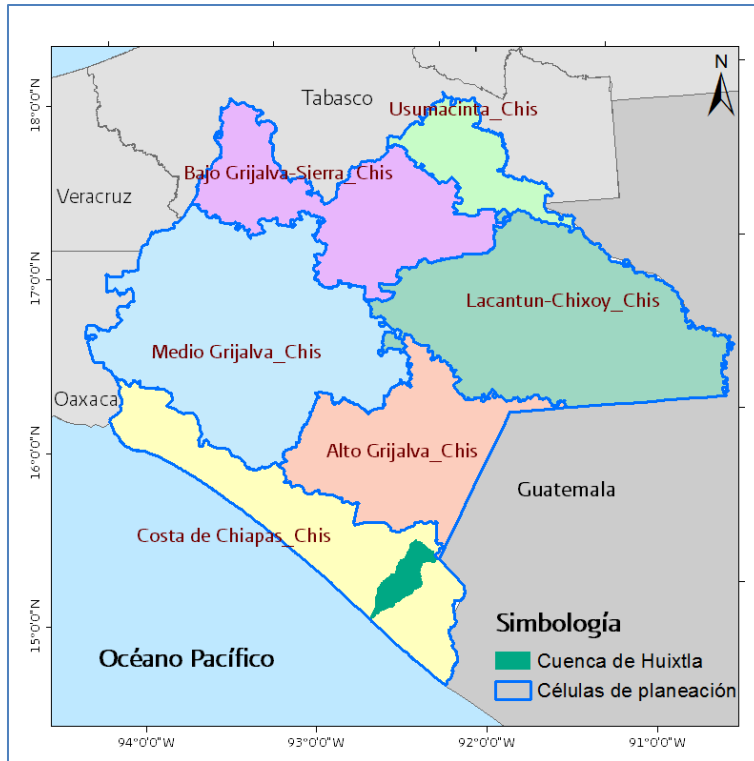 N
Tabasco
Usumacinta_Chis
Bajo Grijalva-Sierra_Chis
Veracruz
Lacantun-Chixoy_Chis
Medio Grijalva_Chis
Oaxaca
Alto Grijalva_Chis
Guatemala
Costa de Chiapas_Chis
Océano Pacífico
Simbología
Cuenca de Huixtla
Células de planeación
18°0'0"N
17°0'0"N
16°0'0"N
15°0'0"N
94°0'0"W
93°0'0"W
92°0'0"W
91°0'0"W